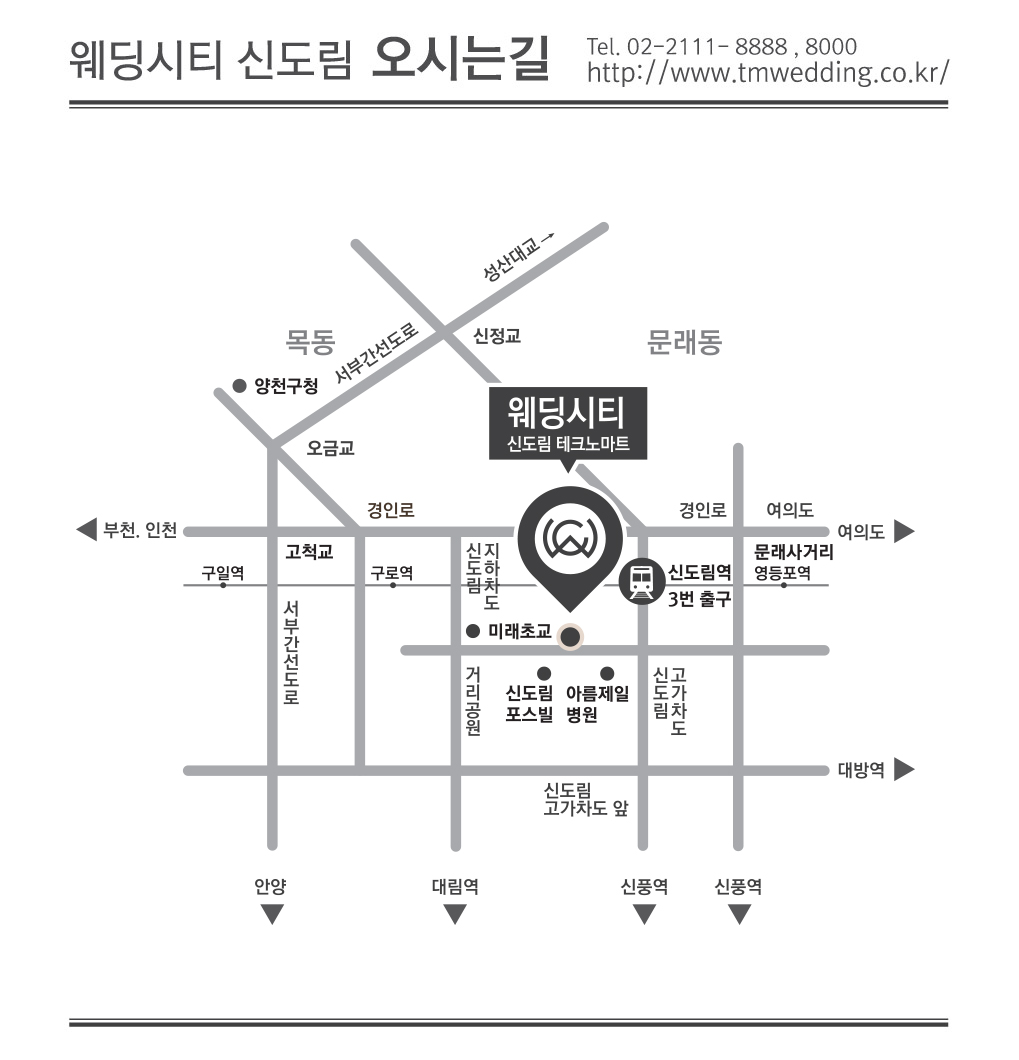 웨딩시티 신도림 오시는길
Tel. 02-2111- 8888 , 8000
http://www.tmwedding.co.kr/
성산대교→
목동
서부간선도로
신정교
문래동
양천구청
웨딩시티
신도림 테크노마트
오금교
경인로
경인로
여의도
부천. 인천
여의도
고척교
신도림
지하차도
문래사거리
구일역
구로역
신도림역
3번 출구
영등포역
서부간선도로
미래초교
거리공원
신도림
포스빌
아름제일
병원
신도림
고가차도
대방역
신도림
고가차도 앞
안양
대림역
신풍역
신풍역